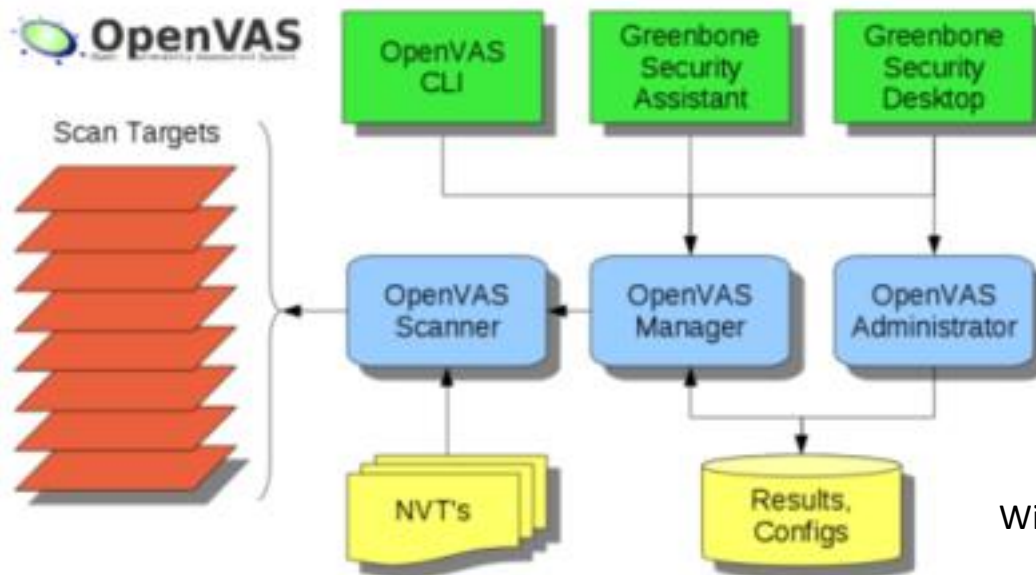 OpenVAS
OpenVAS
CLI
Greenbone
Security
Assistant
Greenbone
Security
Desktop
Scan Targets
OpenVAS
Scanner
OpenVAS
Manager
OpenVAS
Administrator
NVT's
Results,
Configs
Wi